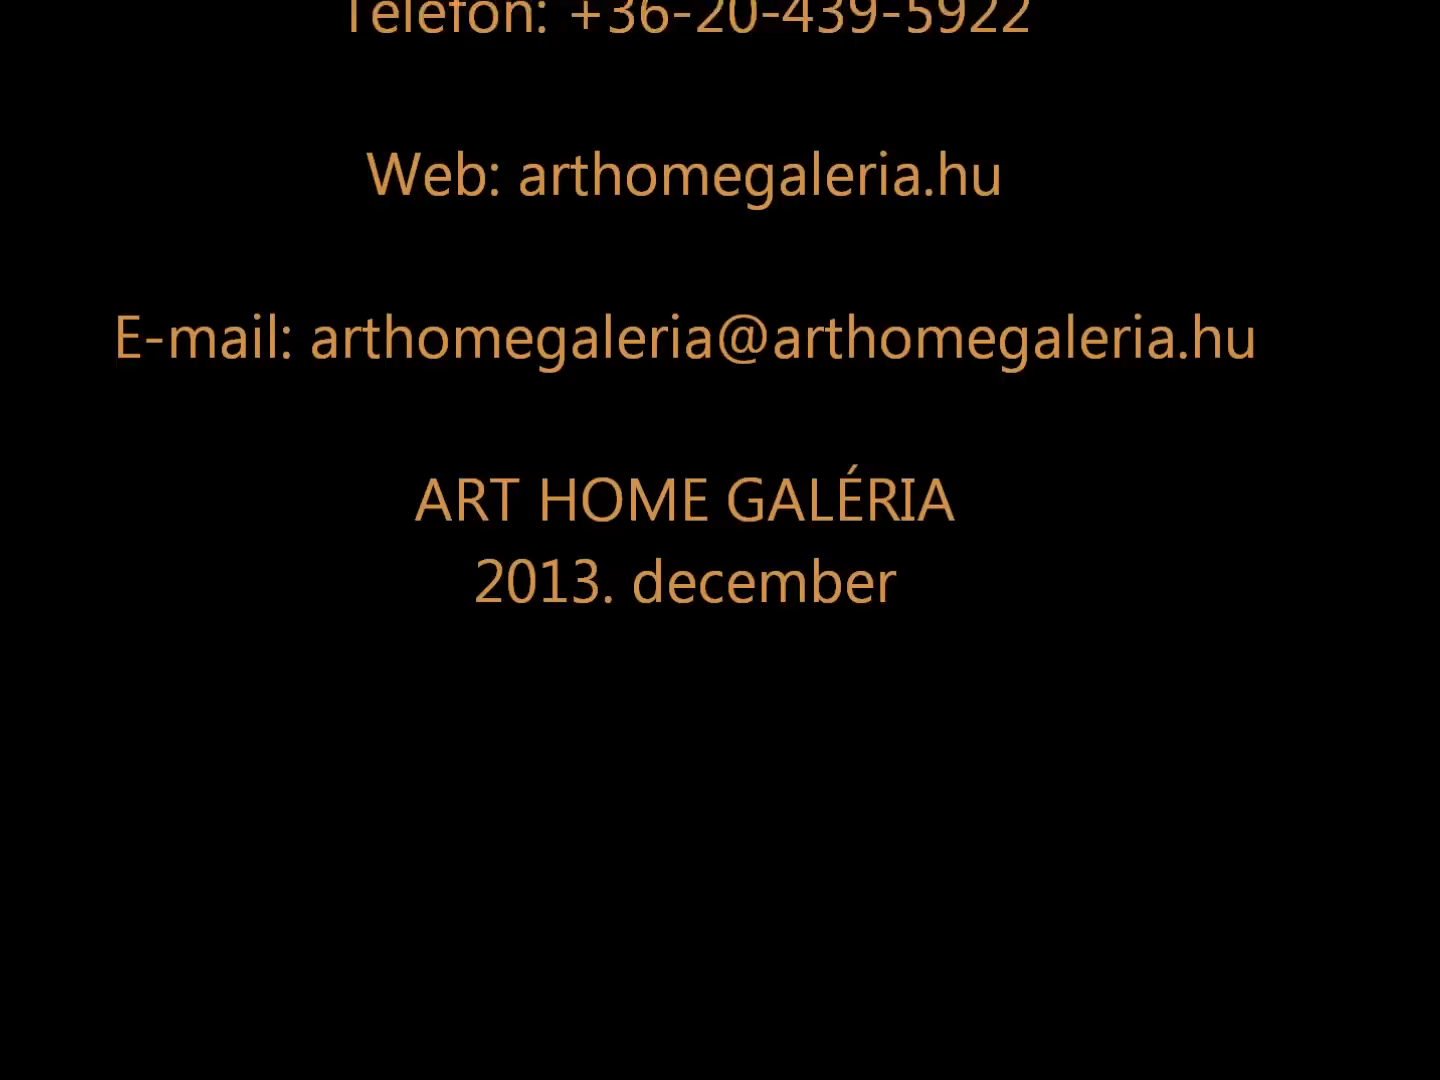 Telefon: +36-20-439-5922
Web: arthomegaleria.hu
E-mail: arthomegaleria@arthomegaleria.hu
ART HOME GALÉRIA
2013. december